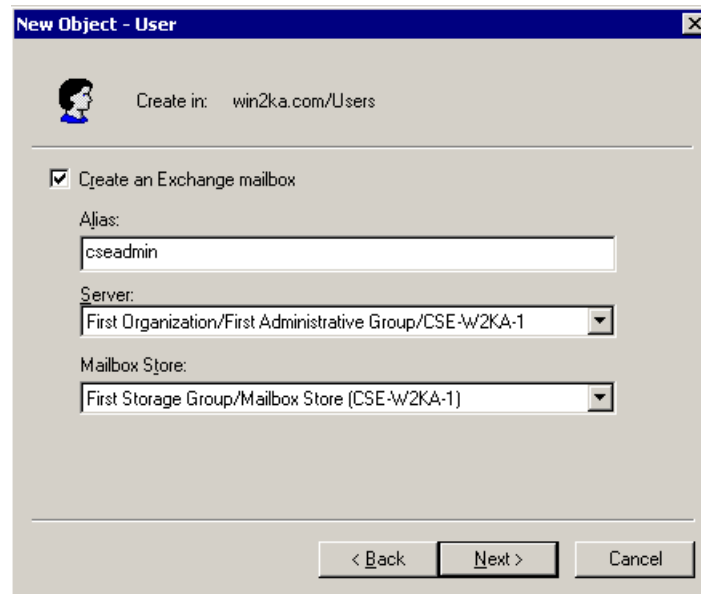 New Object - User
Create in: win2ka.com/Users
Create an Exchange mailbox
Alias:
cseadmin
Server:
First Organization/First Administrative Group/CSE-W2KA-1
Mailbox Store:
First Storage Group/Mailbox Store (CSE-W2KA-1)
< Back Next > Cancel